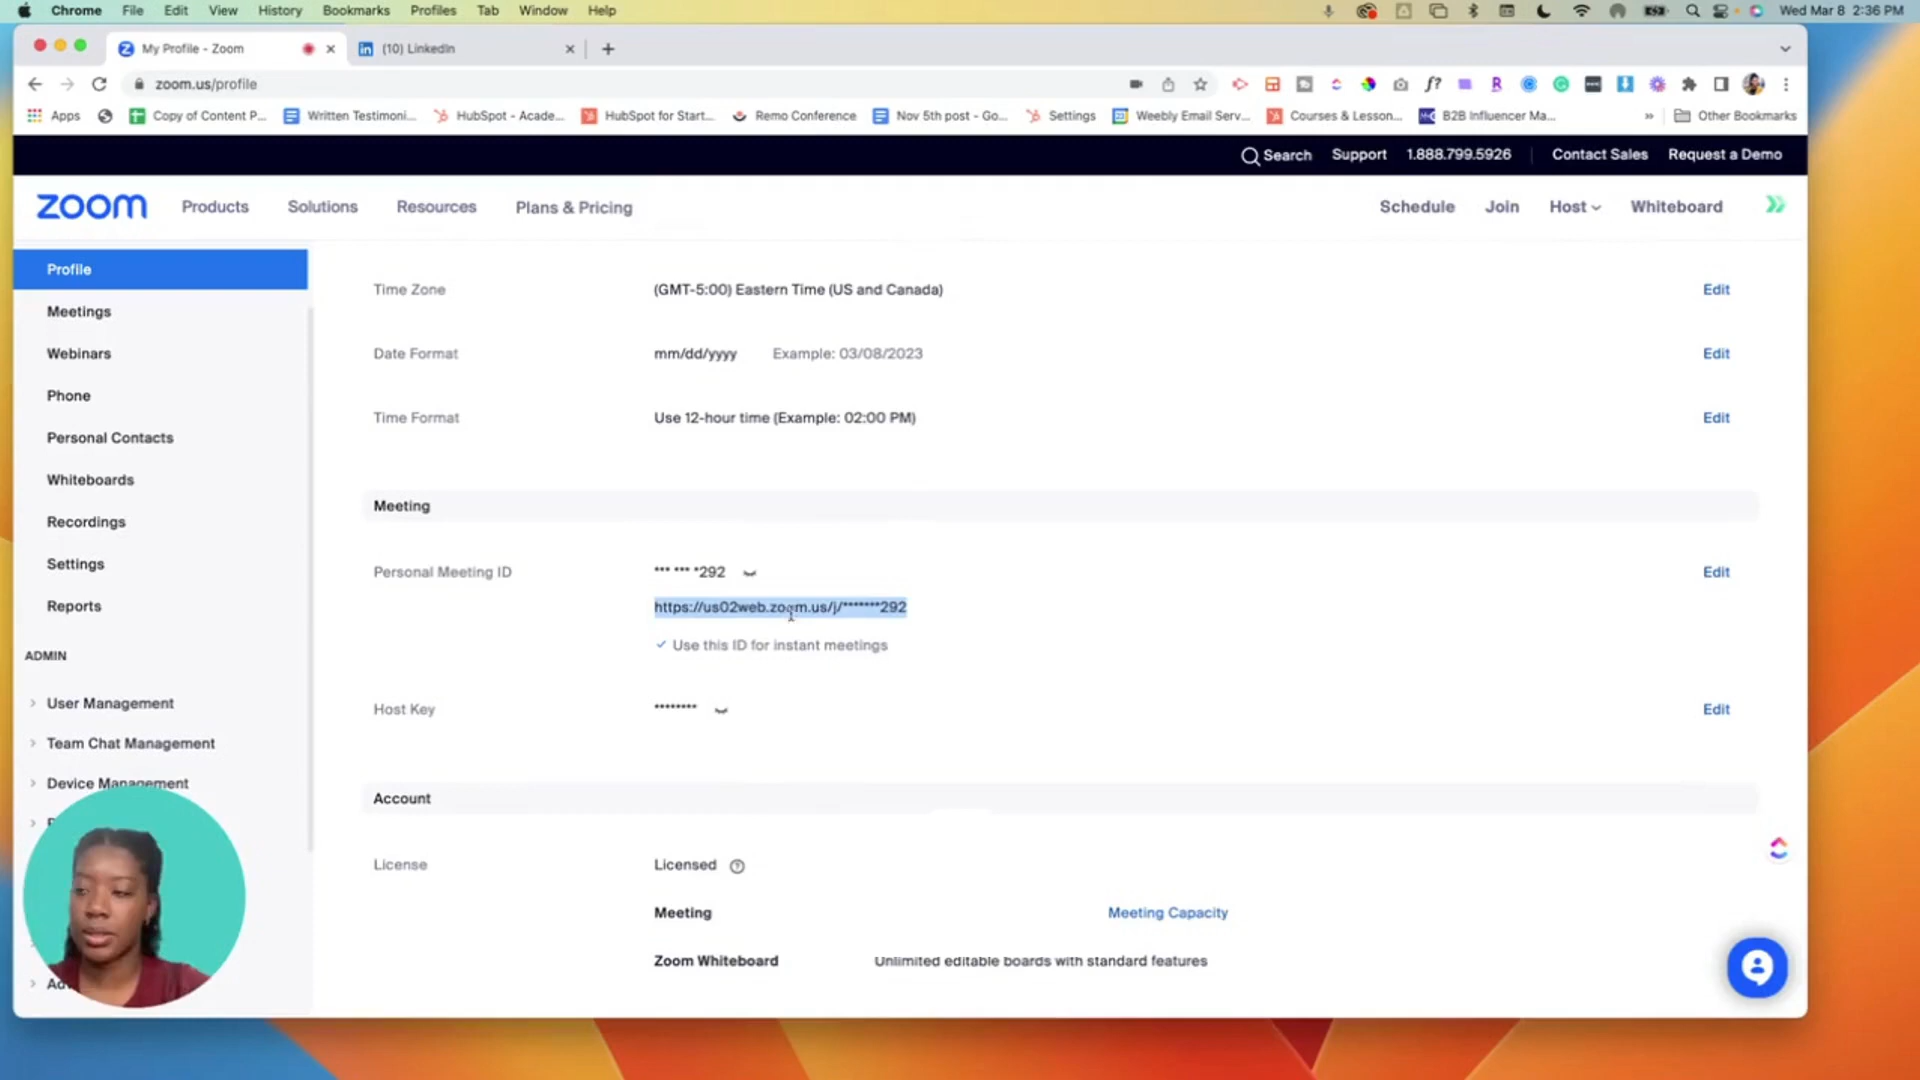 Chrome File Edit View History Bookmarks Profiles Tab Window Help Wed Mar 8 2:36 PM
My Profile - Zoom (10) LinkedIn
zoom.us/profile
Apps Copy of Content P... Written Testimoni... HubSpot - Acade... HubSpot for Start... Remo Conference Nov 5th post - Go... Settings Weebly Email Serv... Courses & Lesson... B2B Influencer Ma... » Other Bookmarks
Search Support 1.888.799.5926 Contact Sales Request a Demo
zoom Products Solutions Resources Plans & Pricing Schedule Join Host Whiteboard
Profile
Meetings
Webinars
Phone
Personal Contacts
Whiteboards
Recordings
Settings
Reports
ADMIN
User Management
Team Chat Management
Device Management
Time Zone (GMT-5:00) Eastern Time (US and Canada) Edit
Date Format mm/dd/yyyy Example: 03/08/2023 Edit
Time Format Use 12-hour time (Example: 02:00 PM) Edit
Meeting
Personal Meeting ID *** *** *292 Edit
https://us02web.zoom.us/j/*******292
Use this ID for instant meetings
Host Key ******** Edit
Account
License Licensed
Meeting Meeting Capacity
Zoom Whiteboard Unlimited editable boards with standard features